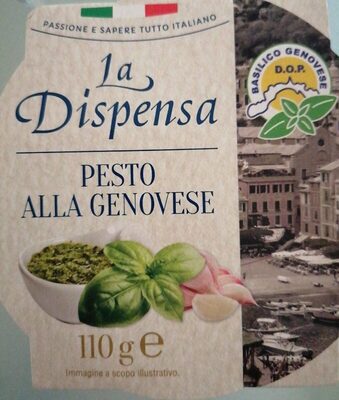 PASSIONE E SAPERE TUTTO ITALIANO
La
Dispensa
PESTO
ALLA GENOVESE
110 g e
Immagine a scopo illustrativo.
BASILICO GENOVESE
D.O.P.